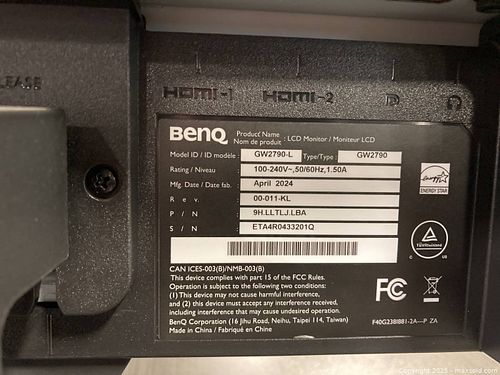 LEASE
HDMI-1 HDMI-2
BenQ Product Name : LCD Monitor / Moniteur LCD
Nom de produit
Model ID / ID modèle : GW2790-L Type/Type : GW2790
Rating / Niveau 100-240V~,50/60Hz,1.50A
Mfg. Date / Date fab. April 2024
R e v. 00-011-KL
P / N 9H.LLTLJ.LBA
S / N ETA4R0433201Q
CAN ICES-003(B)/NMB-003(B)
This device complies with part 15 of the FCC Rules.
Operation is subject to the following two conditions:
(1) This device may not cause harmful interference,
and (2) this device must accept any interference received,
including interference that may cause undesired operation.
BenQ Corporation (16 Jihu Road, Neihu, Taipei 114, Taiwan)
Made in China / Fabriqué en Chine
energy
ENERGY STAR
TÜVRheinland
C US
FC
Copyright 2025 - maxsold.com